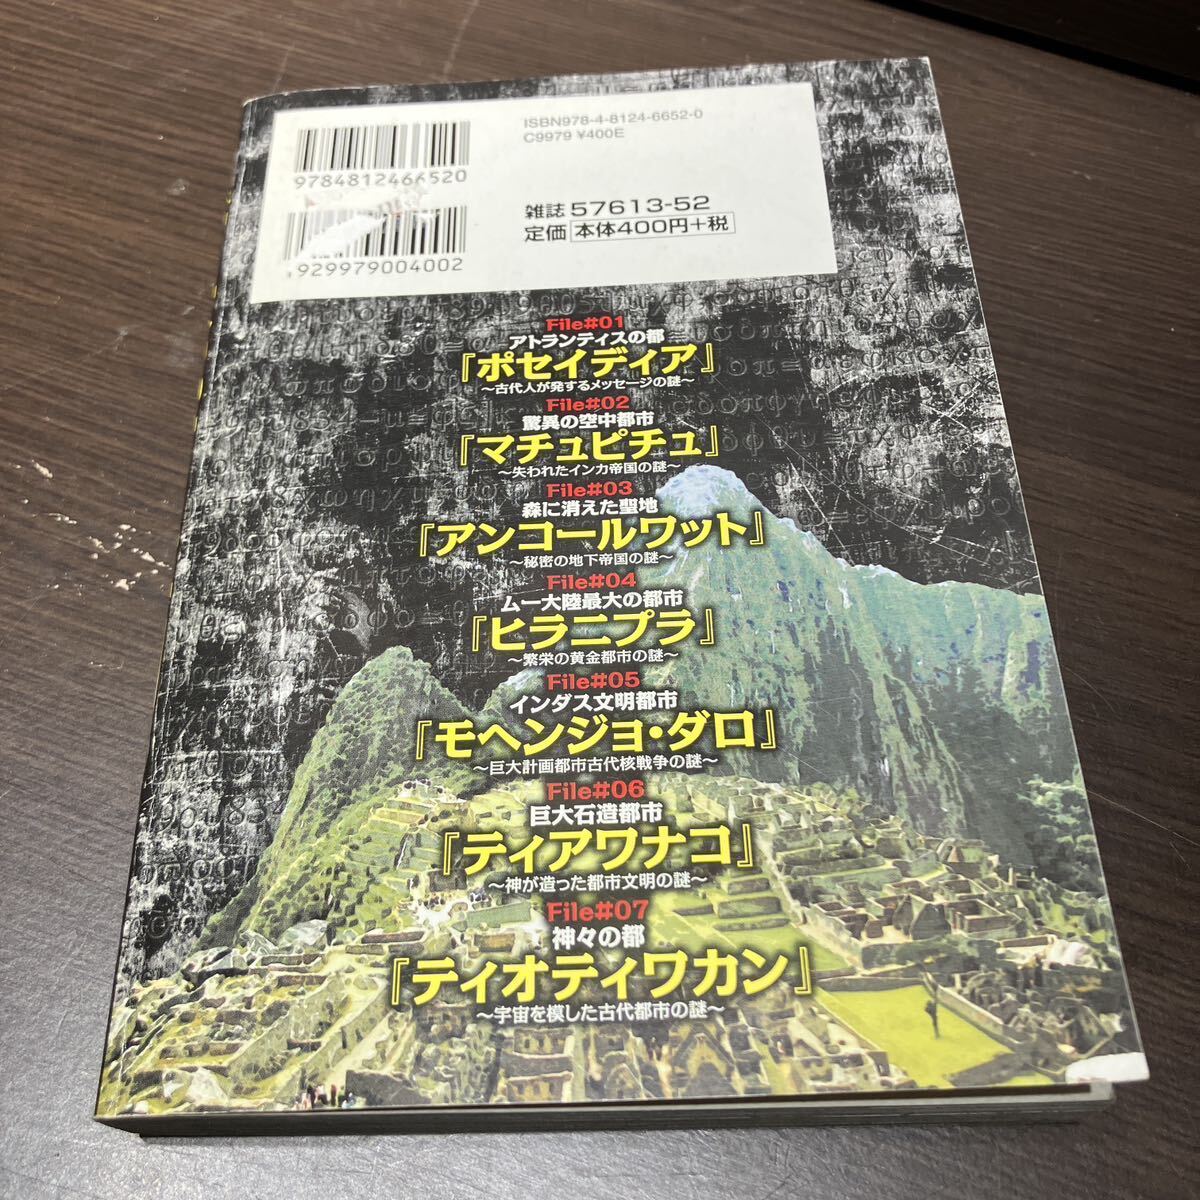 ISBN978-4-8124-6652-0
C9979 ¥400E
9784812466520
雑誌 57613-52
定価 本体400円+税
1929979004002
File#01
アトランティスの都
『ポセイディア』
〜古代人が発するメッセージの謎〜
File#02
驚異の空中都市
『マチュピチュ』
〜失われたインカ帝国の謎〜
File#03
森に消えた聖地
『アンコールワット』
〜秘密の地下帝国の謎〜
File#04
ムー大陸最大の都市
『ヒラニプラ』
〜繁栄の黄金都市の謎〜
File#05
インダス文明都市
『モヘンジョ・ダロ』
〜巨大計画都市古代核戦争の謎〜
File#06
巨大石造都市
『ティアワナコ』
〜神が造った都市文明の謎〜
File#07
神々の都
『ティオティワカン』
〜宇宙を模した古代都市の謎〜